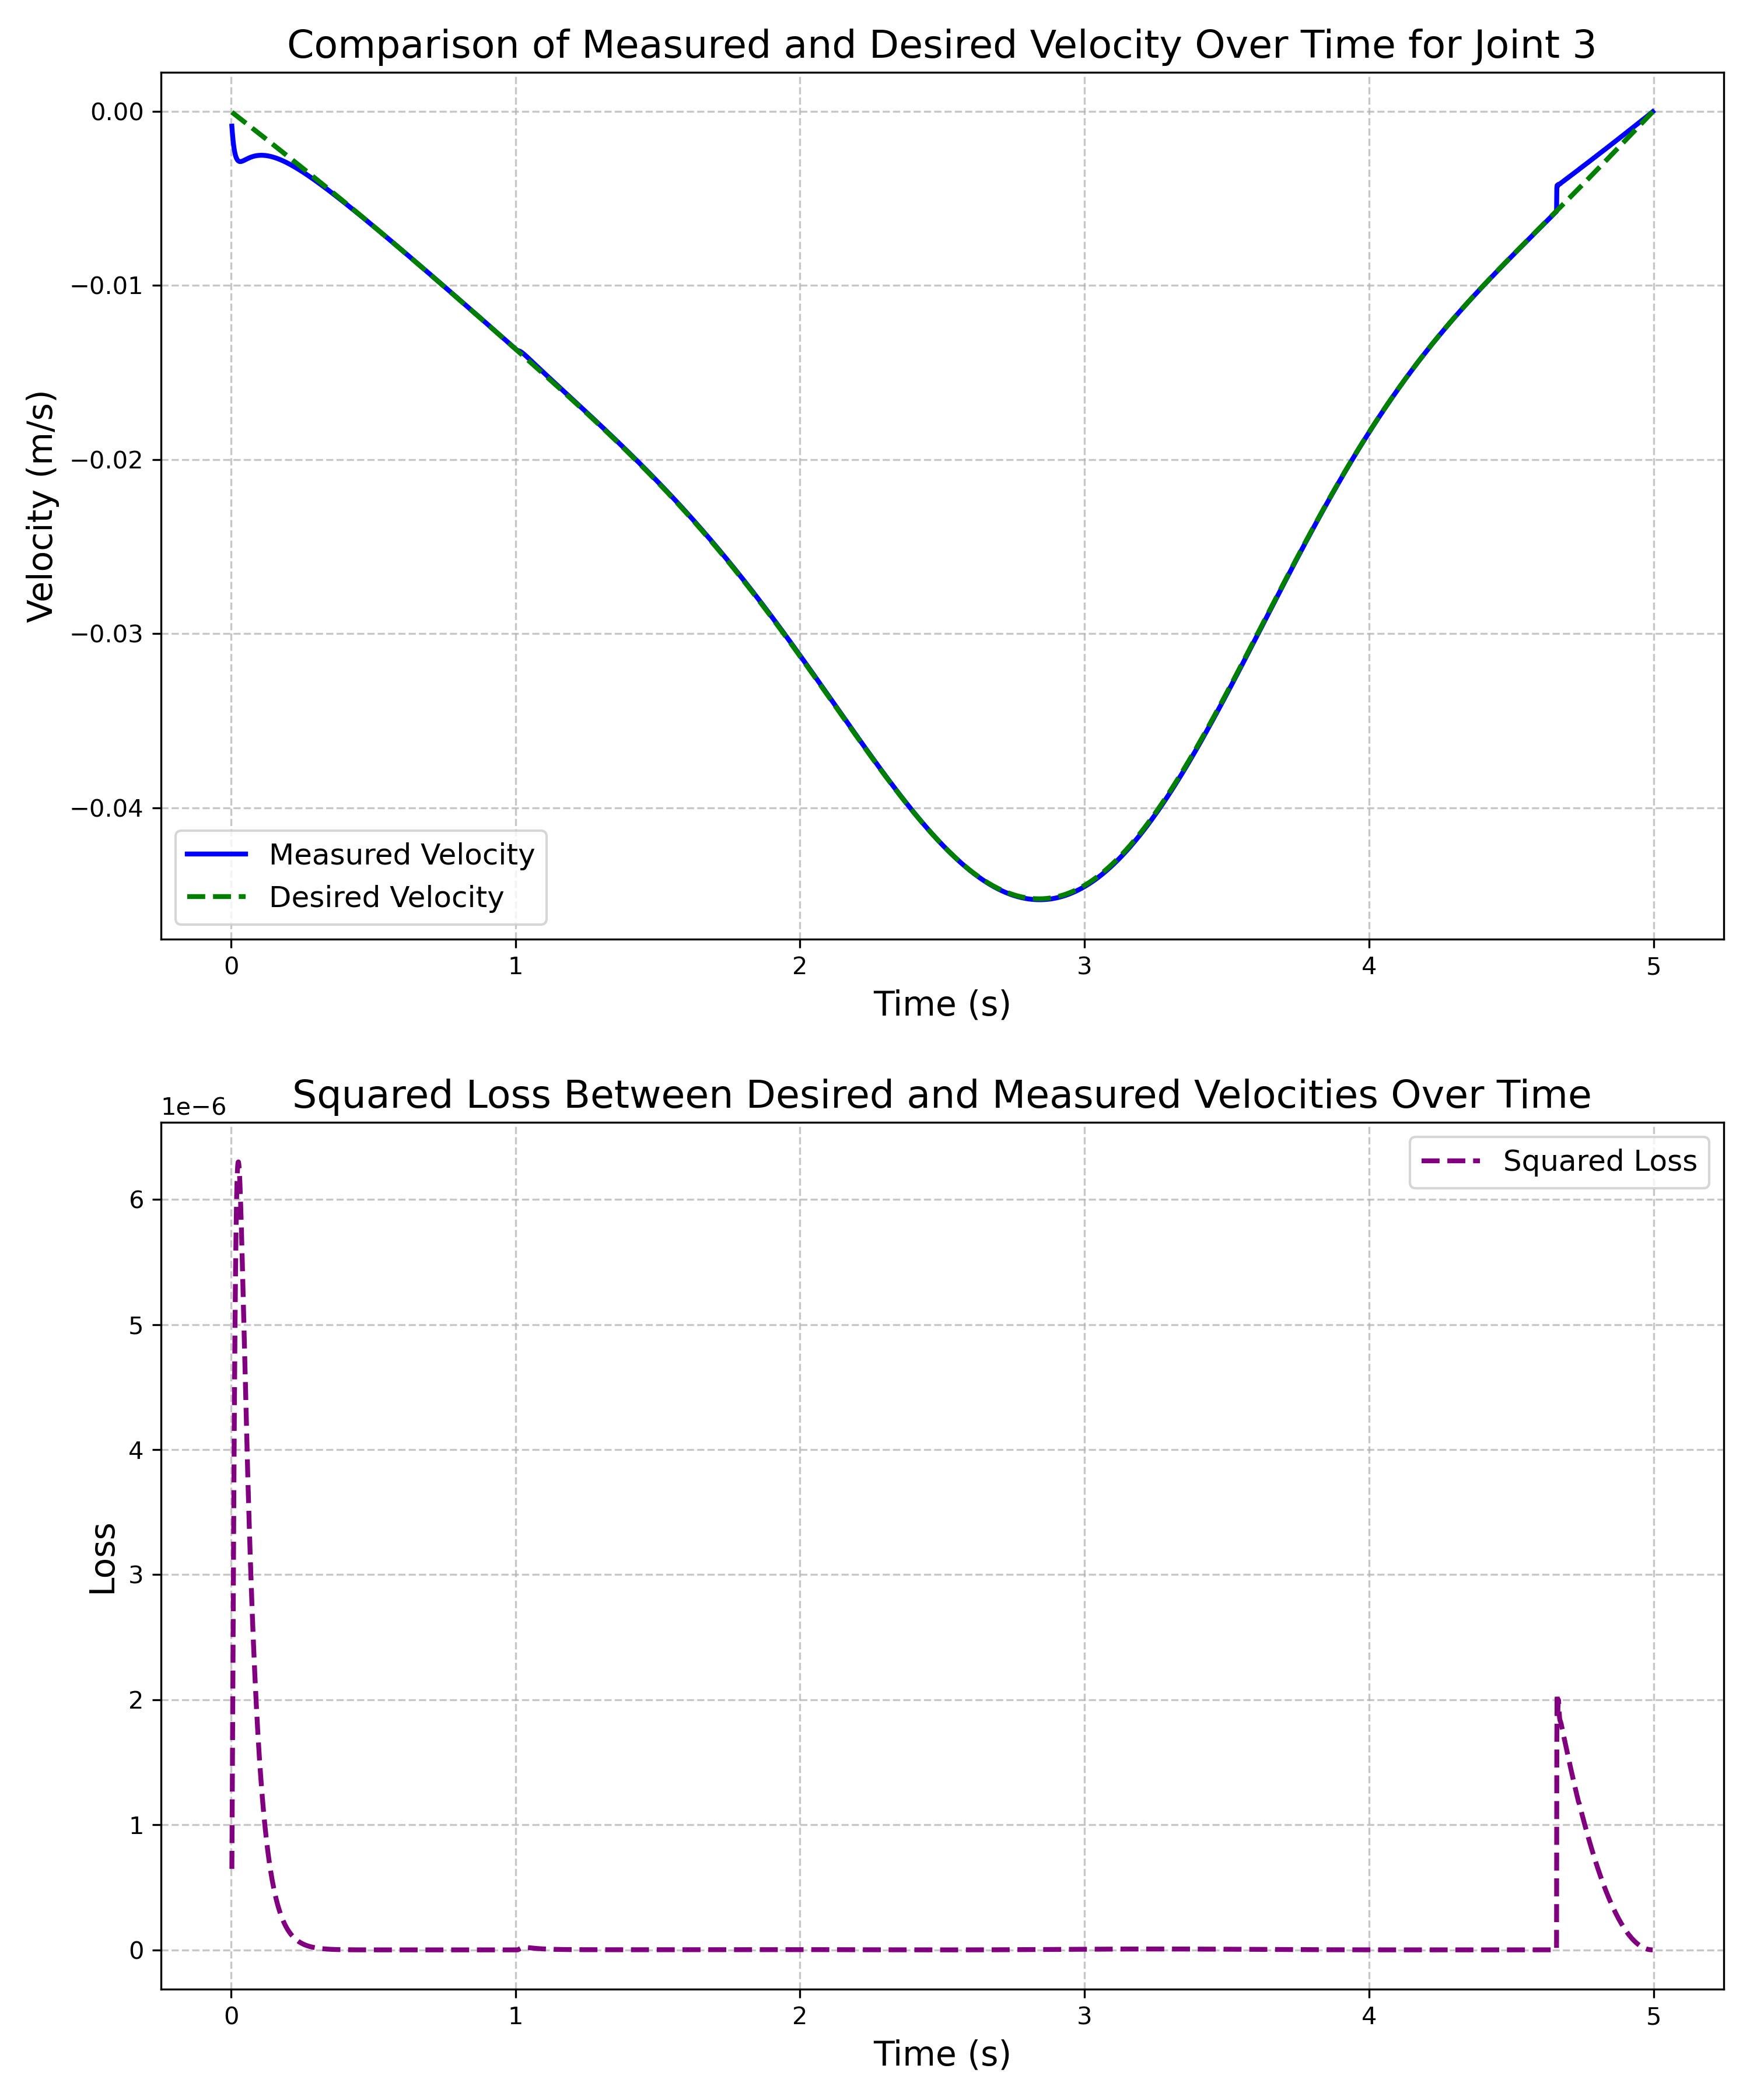 Comparison of Measured and Desired Velocity Over Time for Joint 3
0.00
−0.01
−0.02
−0.03
−0.04
Velocity (m/s)
Measured Velocity
Desired Velocity
0 1 2 3 4 5
Time (s)
Squared Loss Between Desired and Measured Velocities Over Time
1e−6
Squared Loss
6
5
4
3
2
1
0
Loss
0 1 2 3 4 5
Time (s)